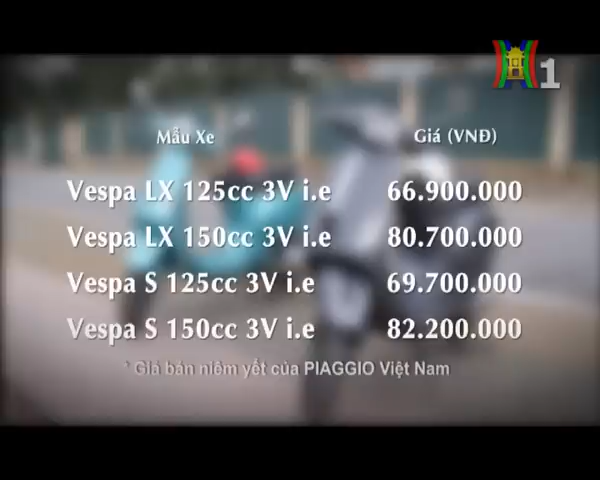 H 1
Mẫu Xe Giá (VNĐ)
Vespa LX 125cc 3V i.e 66.900.000
Vespa LX 150cc 3V i.e 80.700.000
Vespa S 125cc 3V i.e 69.700.000
Vespa S 150cc 3V i.e 82.200.000
* Giá bán niêm yết của PIAGGIO Việt Nam